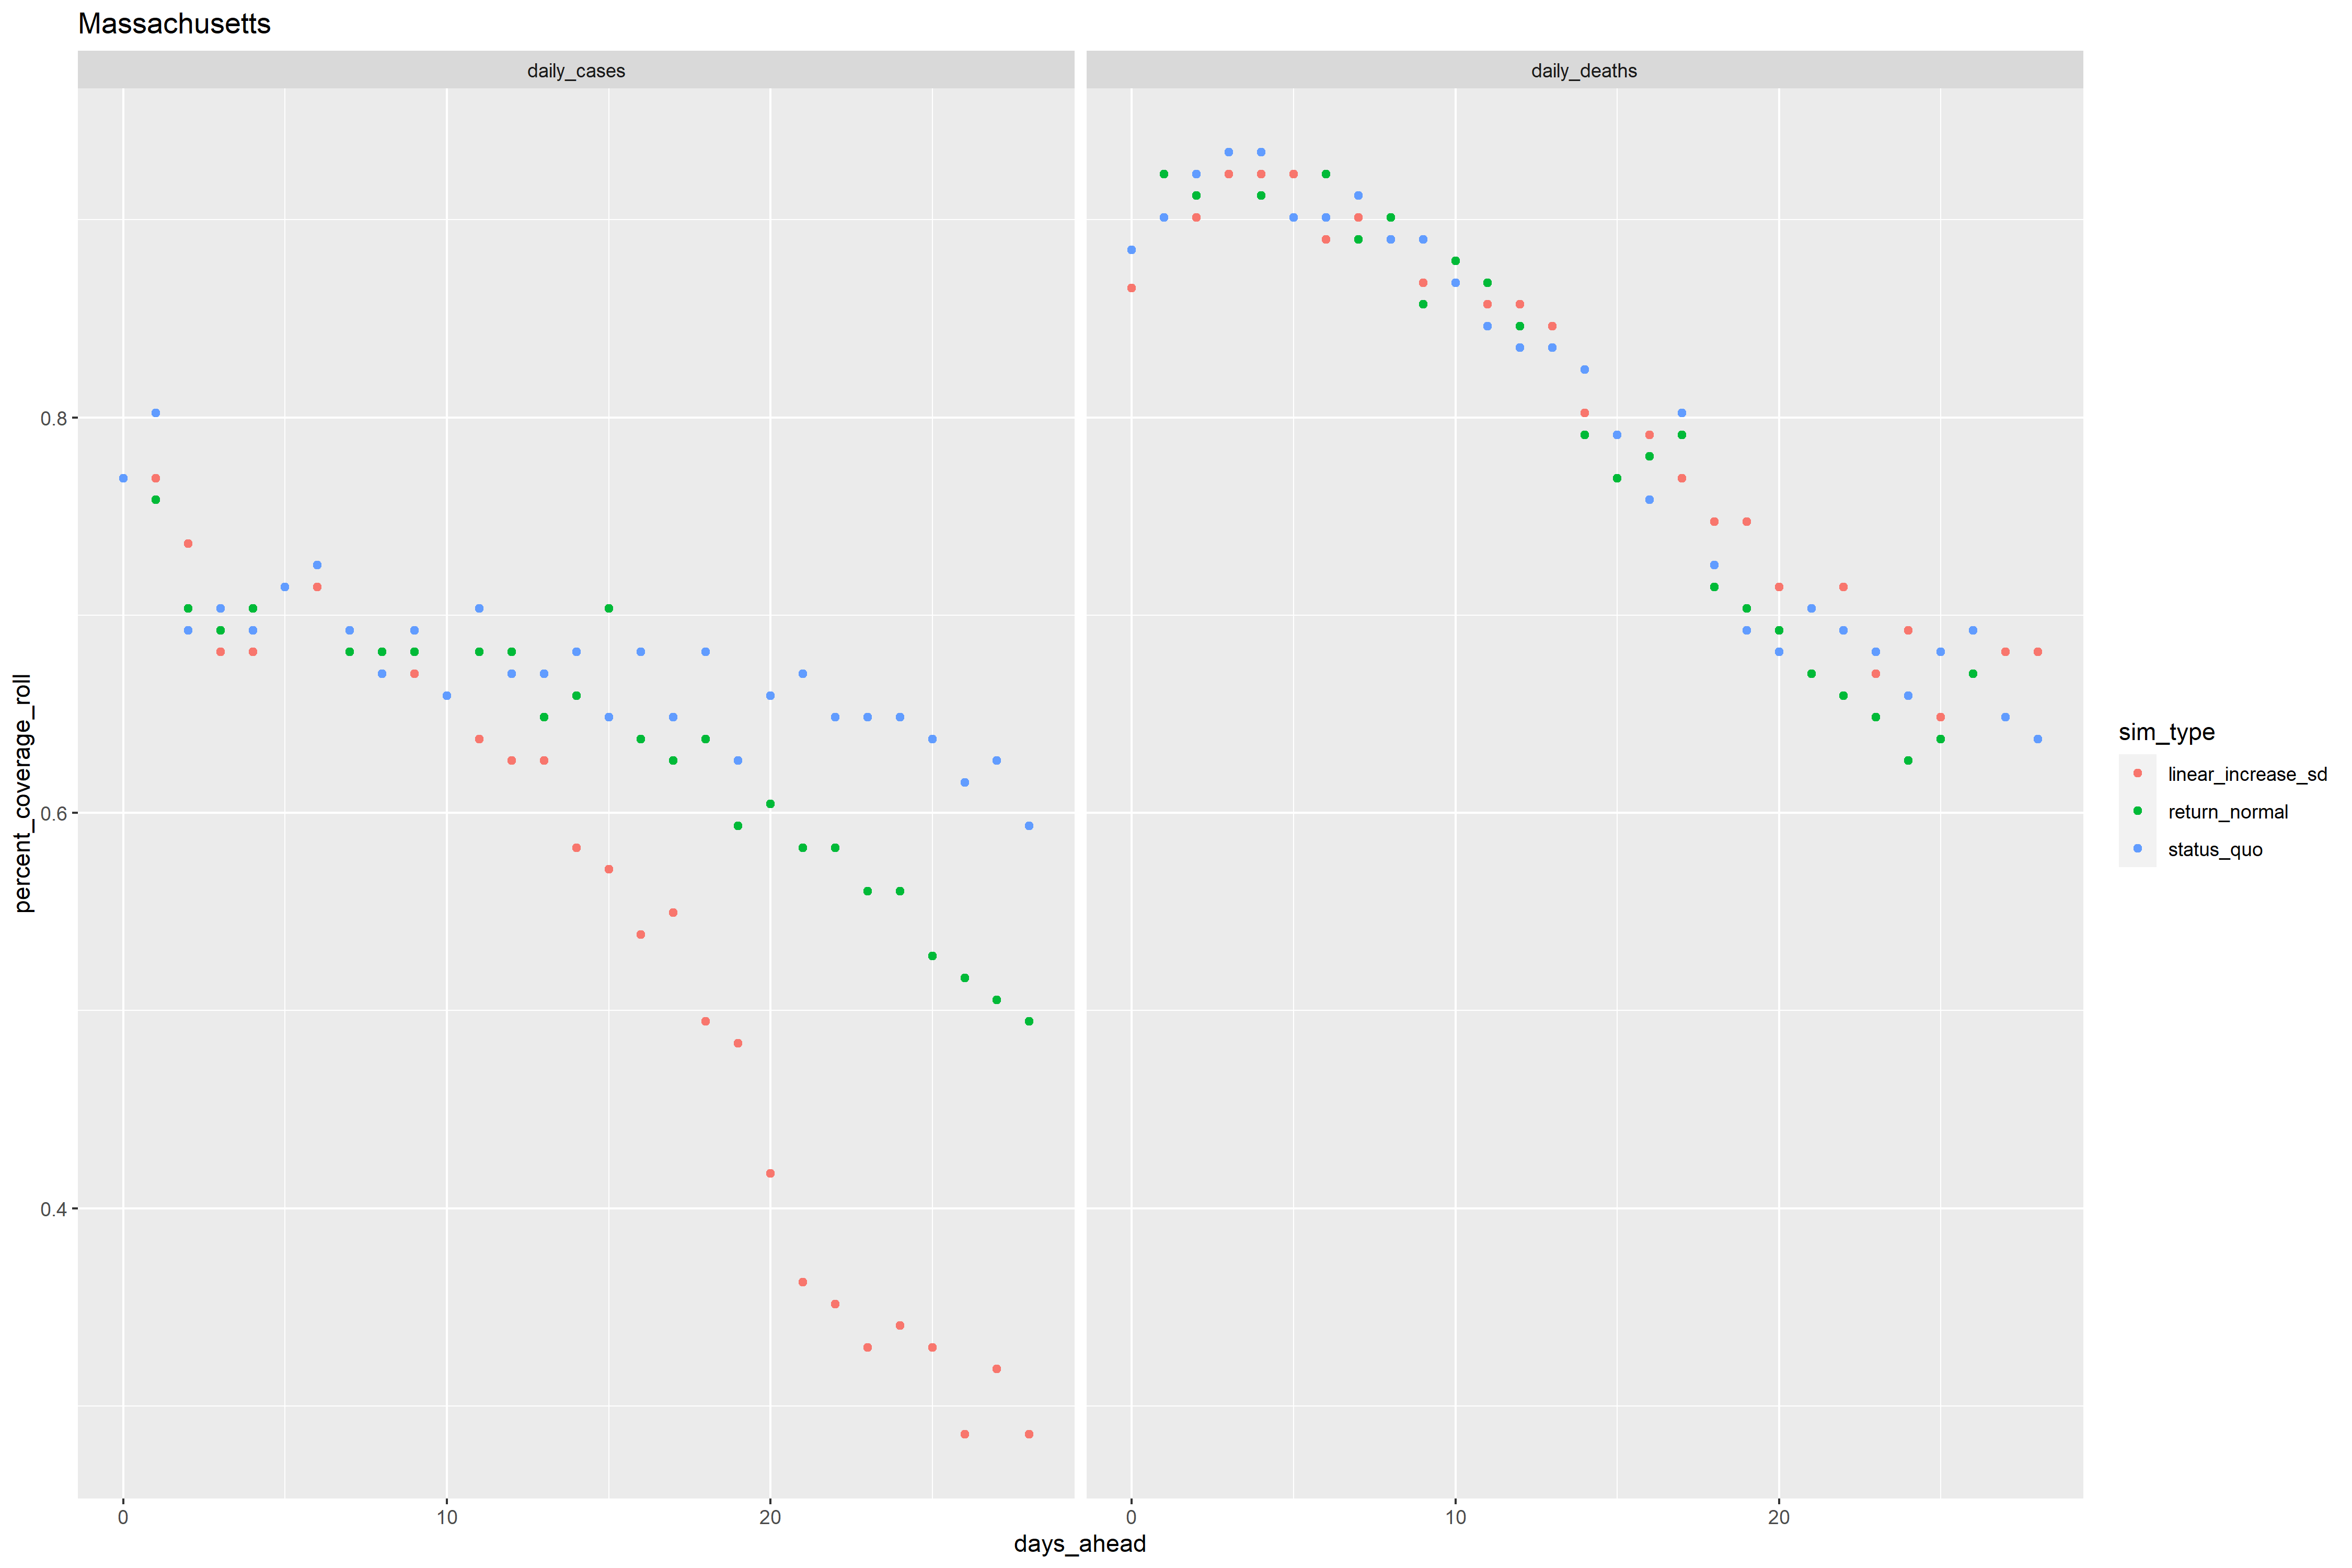 Massachusetts
daily_cases
daily_deaths
percent_coverage_roll
0.8
0.6
0.4
0 10 20
0 10 20
days_ahead
sim_type
linear_increase_sd
return_normal
status_quo